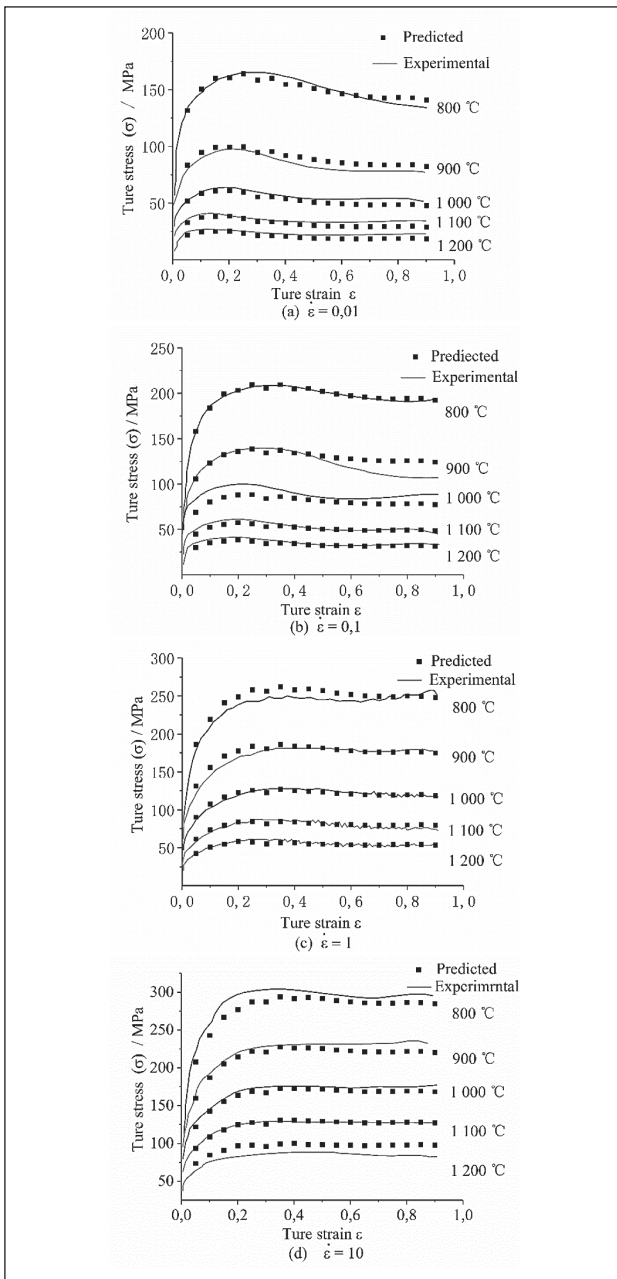 200
150
100
50
Ture stress (σ) / MPa
Predicted
Experimental
800 ℃
900 ℃
1 000 ℃
1 100 ℃
1 200 ℃
0, 0 0, 2 0, 4 0, 6 0, 8 1, 0
Ture strain ε
(a) ε̇ = 0,01
250
200
150
100
50
Ture stress (σ) / MPa
Prediected
Experimental
800 ℃
900 ℃
1 000 ℃
1 100 ℃
1 200 ℃
0, 0 0, 2 0, 4 0, 6 0, 8 1, 0
Ture strain ε
(b) ε̇ = 0,1
300
250
200
150
100
50
Ture stress (σ) / MPa
Predicted
Experimental
800 ℃
900 ℃
1 000 ℃
1 100 ℃
1 200 ℃
0, 0 0, 2 0, 4 0, 6 0, 8 1, 0
Ture strain ε
(c) ε̇ = 1
300
250
200
150
100
50
Ture stress (σ) / MPa
Predicted
Experimrntal
800 ℃
900 ℃
1 000 ℃
1 100 ℃
1 200 ℃
0, 0 0, 2 0, 4 0, 6 0, 8 1, 0
Ture strain ε
(d) ε̇ = 10